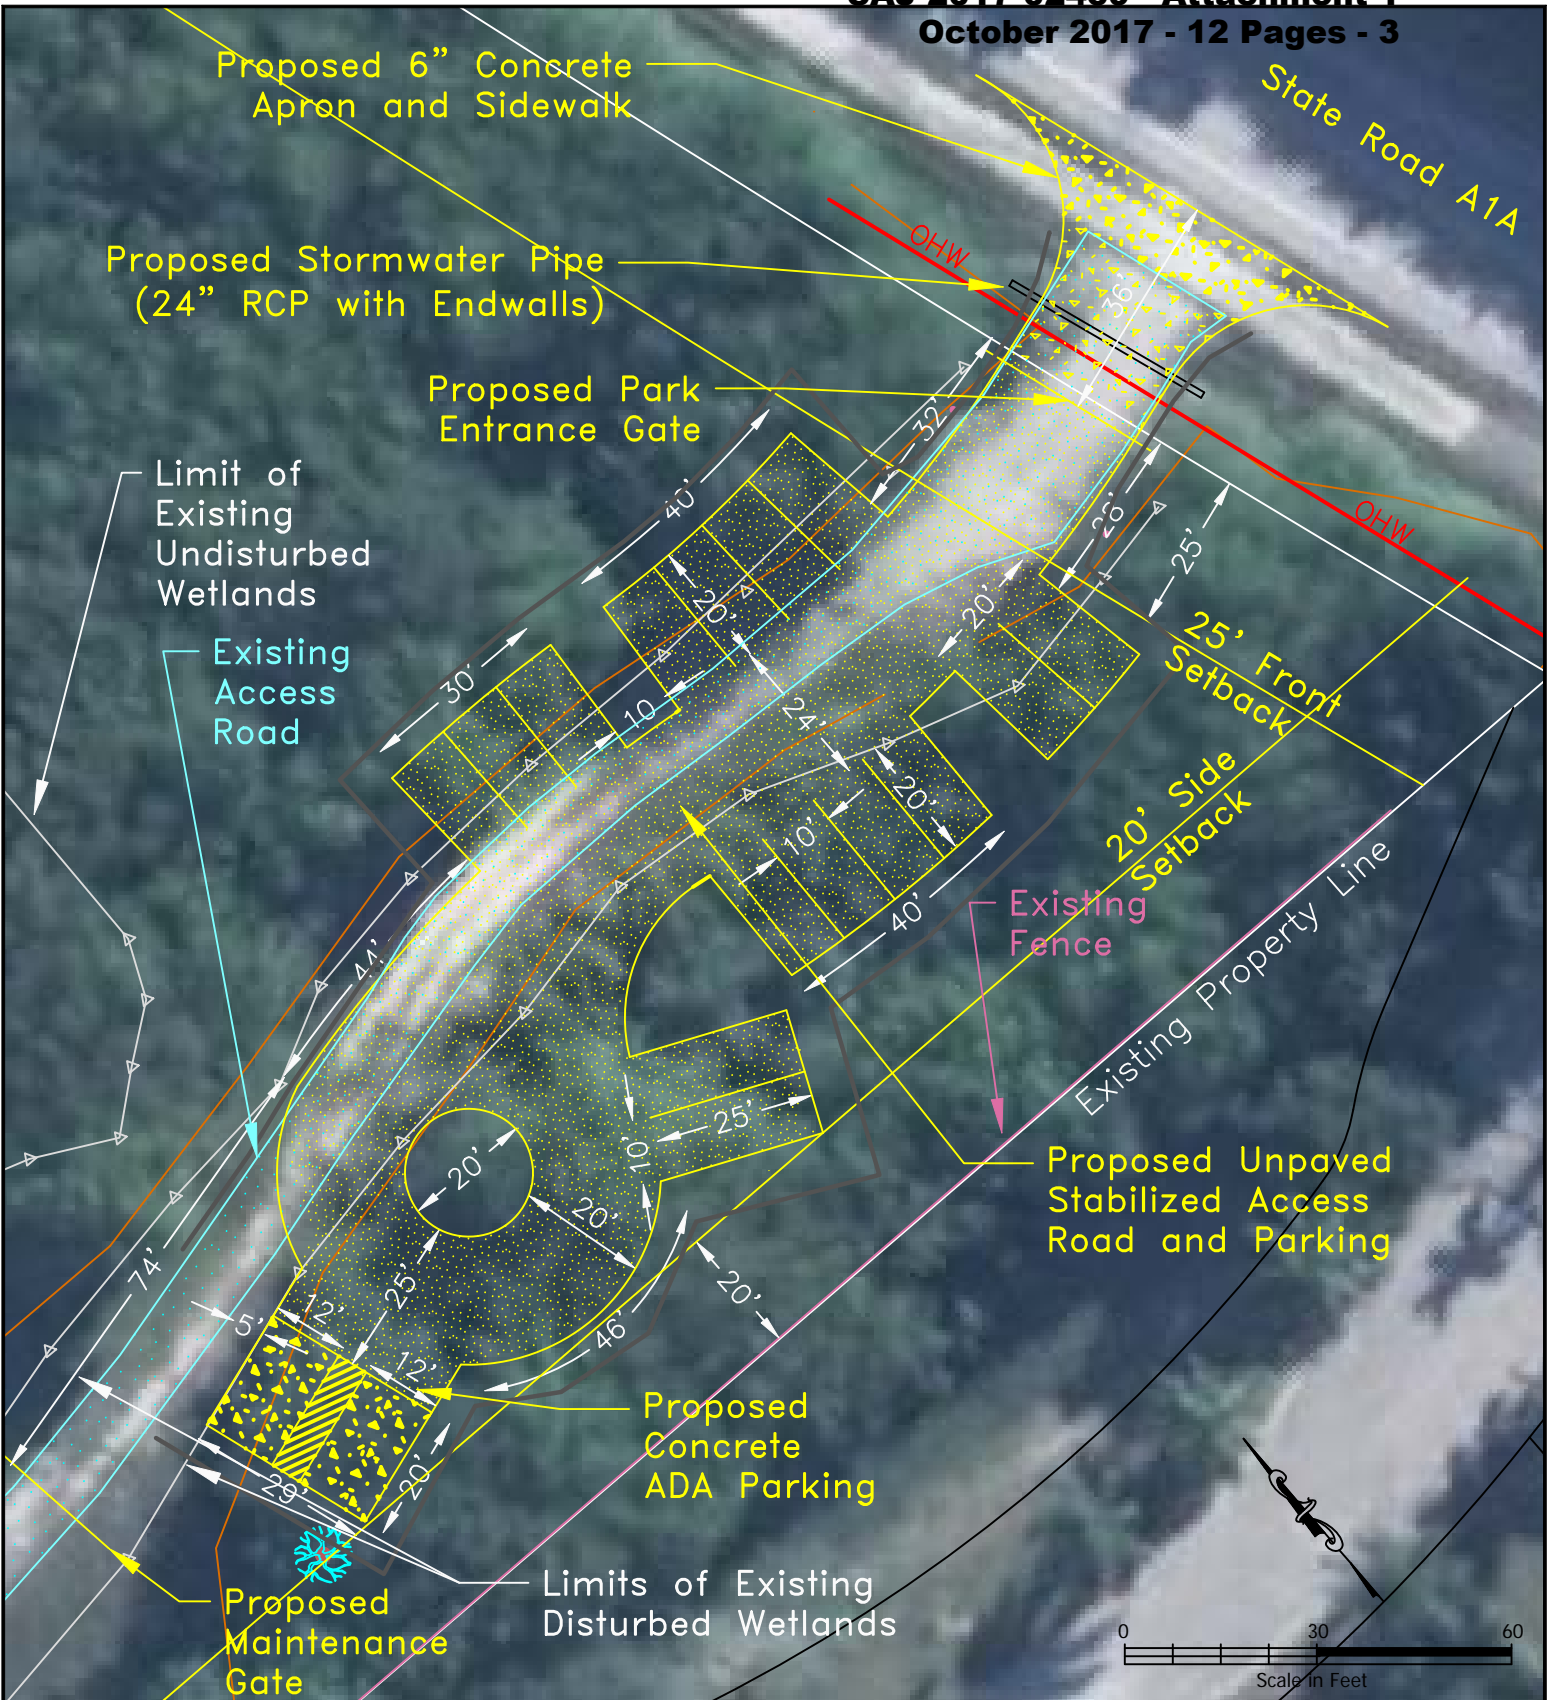 October 2017 - 12 Pages - 3
Proposed 6” Concrete
Apron and Sidewalk
State Road A1A
Proposed Stormwater Pipe
(24” RCP with Endwalls)
OHW
36'
Proposed Park
Entrance Gate
32'
40'
28'
25'
OHW
Limit of
Existing
Undisturbed
Wetlands
20'
20'
25' Front
Setback
Existing
Access
Road
30'
10
24'
20'
10'
40'
20' Side
Setback
Existing
Fence
Existing Property Line
44'
25'
10'
20'
20'
Proposed Unpaved
Stabilized Access
Road and Parking
74'
25'
20'
46'
12'
5'
12'
Proposed
Concrete
ADA Parking
29'
20'
Limits of Existing
Disturbed Wetlands
Proposed
Maintenance
Gate
0 30 60
Scale in Feet